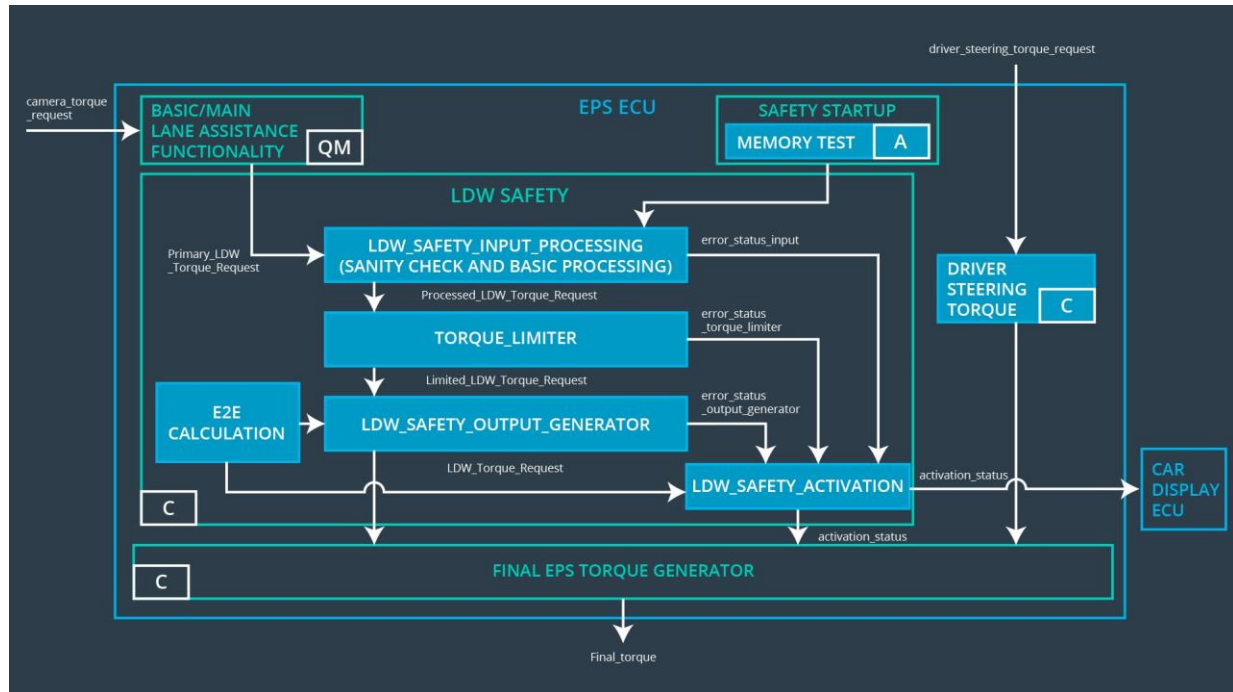 driver_steering_torque_request
camera_torque
_request
EPS ECU
BASIC/MAIN
LANE ASSISTANCE
FUNCTIONALITY
QM
SAFETY STARTUP
MEMORY TEST
A
LDW SAFETY
Primary_LDW
_Torque_Request
LDW_SAFETY_INPUT_PROCESSING
(SANITY CHECK AND BASIC PROCESSING)
error_status_input
DRIVER
STEERING
TORQUE
C
Processed_LDW_Torque_Request
TORQUE_LIMITER
error_status
_torque_limiter
Limited_LDW_Torque_Request
E2E
CALCULATION
LDW_SAFETY_OUTPUT_GENERATOR
error_status
_output_generator
LDW_Torque_Request
LDW_SAFETY_ACTIVATION
activation_status
CAR
DISPLAY
ECU
C
activation_status
FINAL EPS TORQUE GENERATOR
C
Final_torque